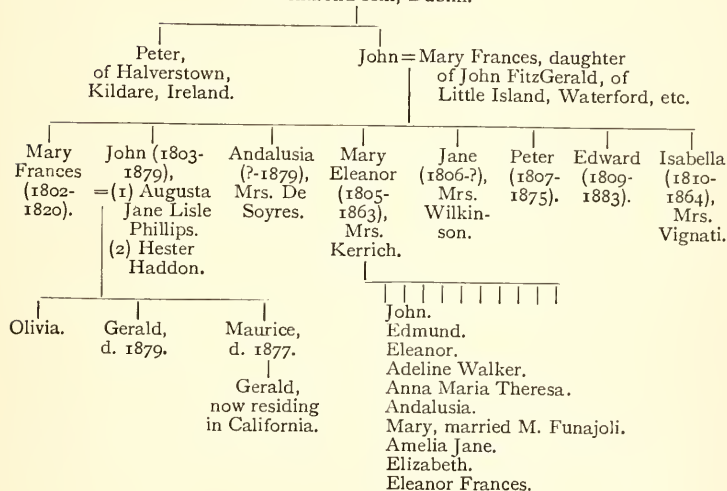 Peter,
of Halverstown,
Kildare, Ireland.
John = Mary Frances, daughter
of John FitzGerald, of
Little Island, Waterford, etc.
Mary
Frances
(1802-
1820).
John (1803-
1879),
=(1) Augusta
Jane Lisle
Phillips.
(2) Hester
Haddon.
Andalusia
(?-1879),
Mrs. De
Soyres.
Mary
Eleanor
(1805-
1863),
Mrs.
Kerrich.
Jane
(1806-?),
Mrs.
Wilkin-
son.
Peter
(1807-
1875).
Edward
(1809-
1883).
Isabella
(1810-
1864),
Mrs.
Vignati.
Olivia.
Gerald,
d. 1879.
Maurice,
d. 1877.
Gerald,
now residing
in California.
John.
Edmund.
Eleanor.
Adeline Walker.
Anna Maria Theresa.
Andalusia.
Mary, married M. Funajoli.
Amelia Jane.
Elizabeth.
Eleanor Frances.